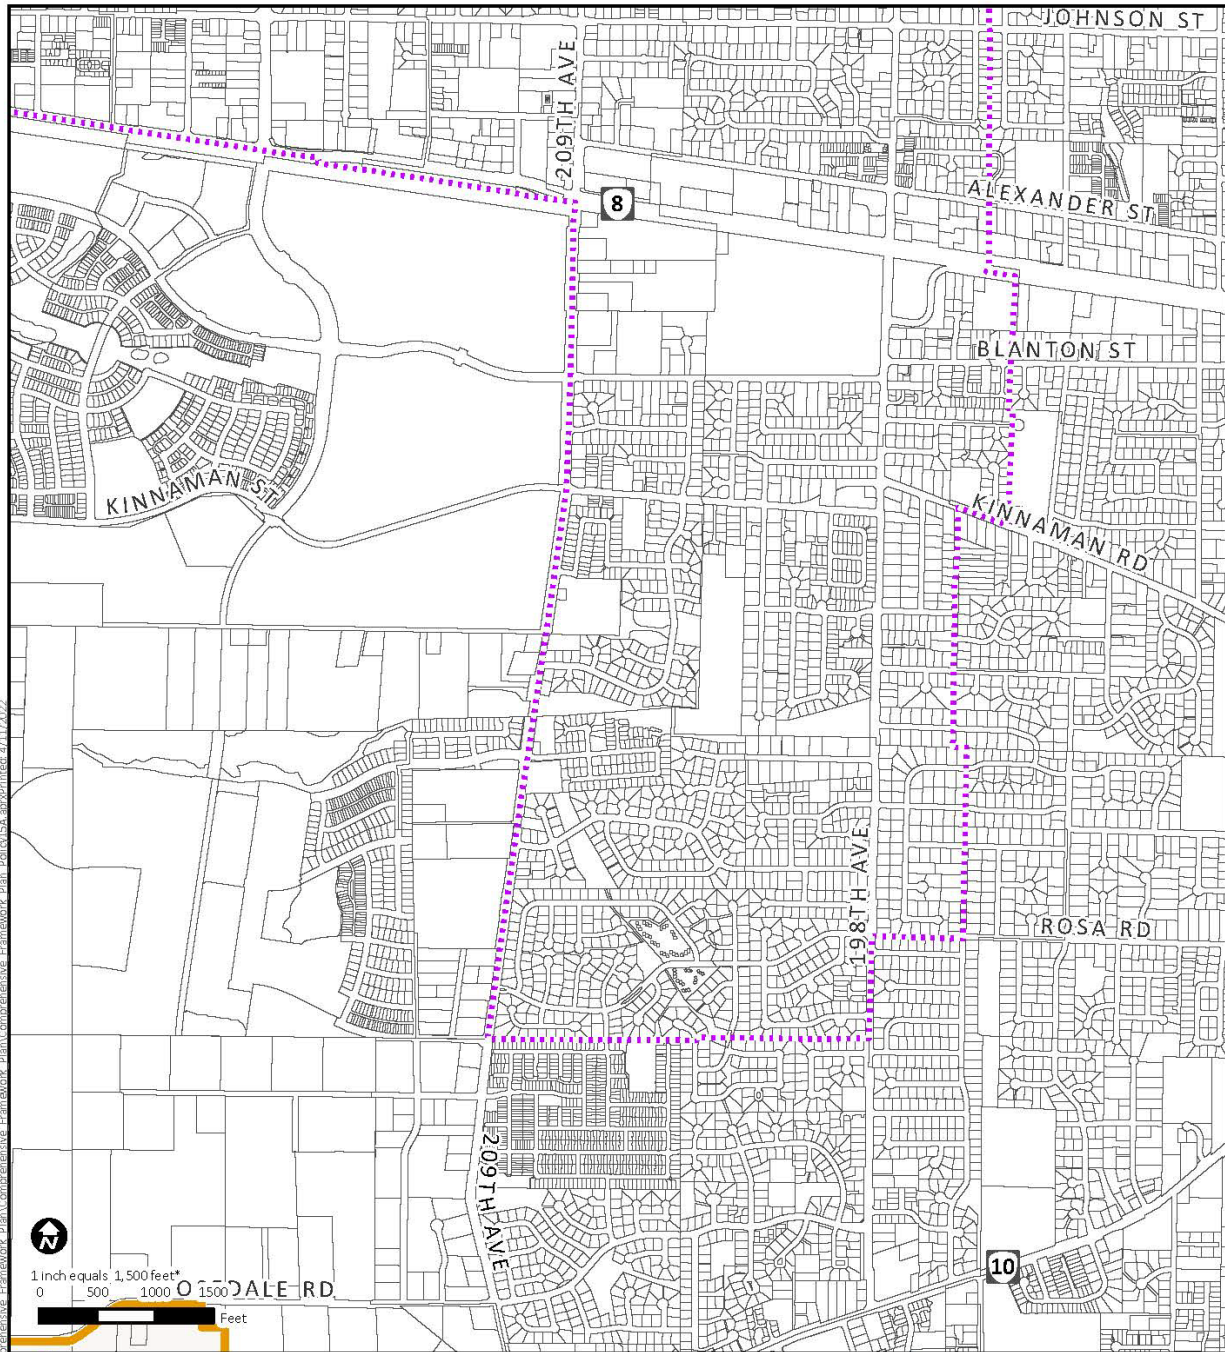 JOHNSON ST
209TH AVE
8
ALEXANDER ST
BLANTON ST
KINNAMAN ST
KINNAMAN RD
198TH AVE
ROSA RD
209TH AVE
10
N
1 inch equals 1,500 feet*
0 500 1000 1500
Feet
DALE RD